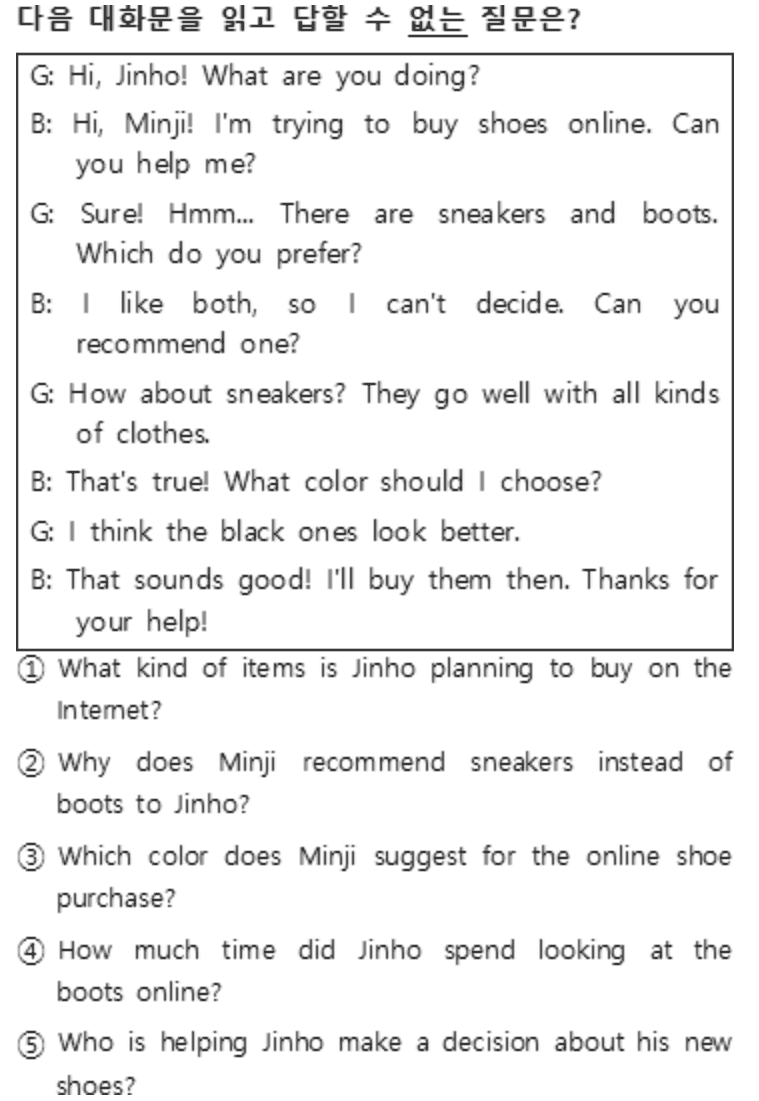 다음 대화문을 읽고 답할 수 없는 질문은?
G: Hi, Jinho! What are you doing?
B: Hi, Minji! I'm trying to buy shoes online. Can
you help me?
G: Sure! Hmm... There are sneakers and boots.
Which do you prefer?
B: I like both, so I can't decide. Can you
recommend one?
G: How about sneakers? They go well with all kinds
of clothes.
B: That's true! What color should I choose?
G: I think the black ones look better.
B: That sounds good! I'll buy them then. Thanks for
your help!
① What kind of items is Jinho planning to buy on the
Internet?
② Why does Minji recommend sneakers instead of
boots to Jinho?
③ Which color does Minji suggest for the online shoe
purchase?
④ How much time did Jinho spend looking at the
boots online?
⑤ Who is helping Jinho make a decision about his new
shoes?